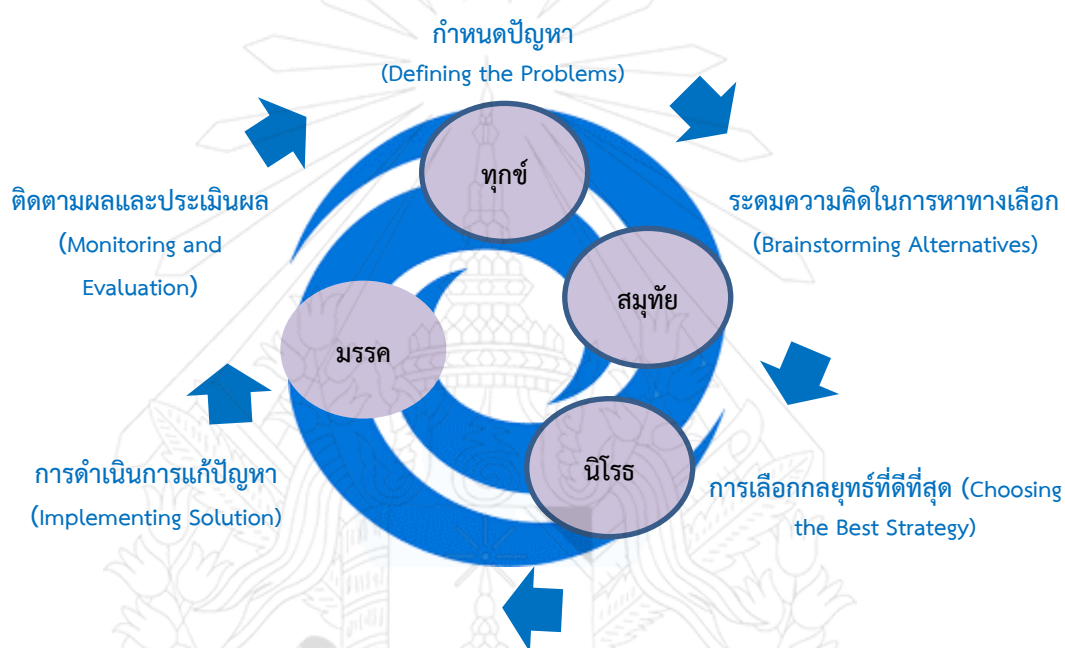 กำหนดปัญหา
(Defining the Problems)
ทุกข์
ติดตามผลและประเมินผล
(Monitoring and
Evaluation)
ระดมความคิดในการหาทางเลือก
(Brainstorming Alternatives)
สมุทัย
มรรค
นิโรธ
การดำเนินการแก้ปัญหา
(Implementing Solution)
การเลือกกลยุทธ์ที่ดีที่สุด (Choosing
the Best Strategy)